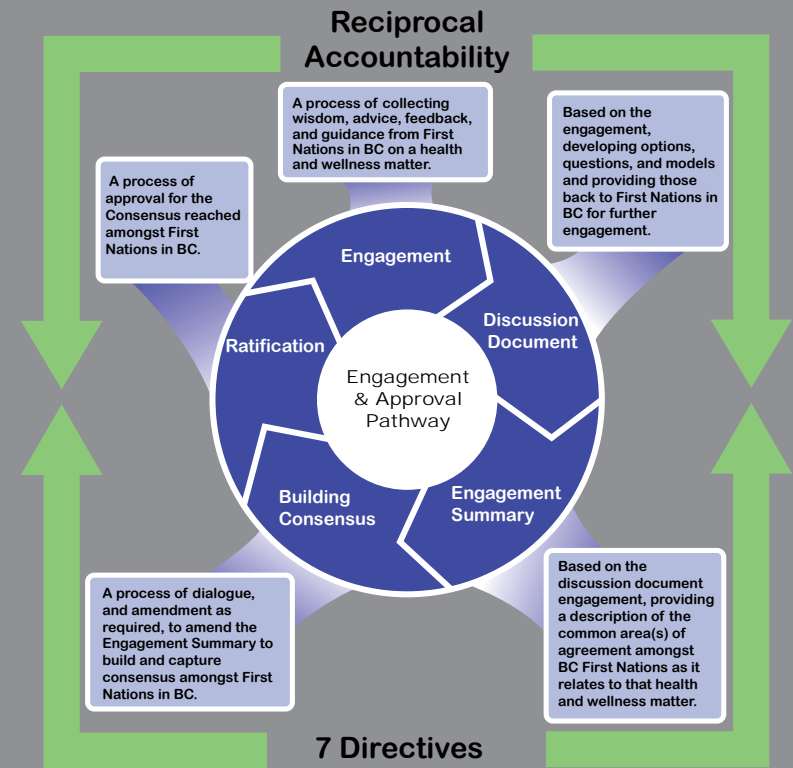 Reciprocal
Accountability
A process of collecting
wisdom, advice, feedback,
and guidance from First
Nations in BC on a health
and wellness matter.
Based on the
engagement,
developing options,
questions, and models
and providing those
back to First Nations in
BC for further
engagement.
A process of
approval for the
Consensus reached
amongst First
Nations in BC.
Engagement
Discussion
Document
Ratification
Engagement
& Approval
Pathway
Building
Consensus
Engagement
Summary
A process of dialogue,
and amendment as
required, to amend the
Engagement Summary to
build and capture
consensus amongst First
Nations in BC.
Based on the
discussion document
engagement, providing
a description of the
common area(s) of
agreement amongst
BC First Nations as it
relates to that health
and wellness matter.
7 Directives